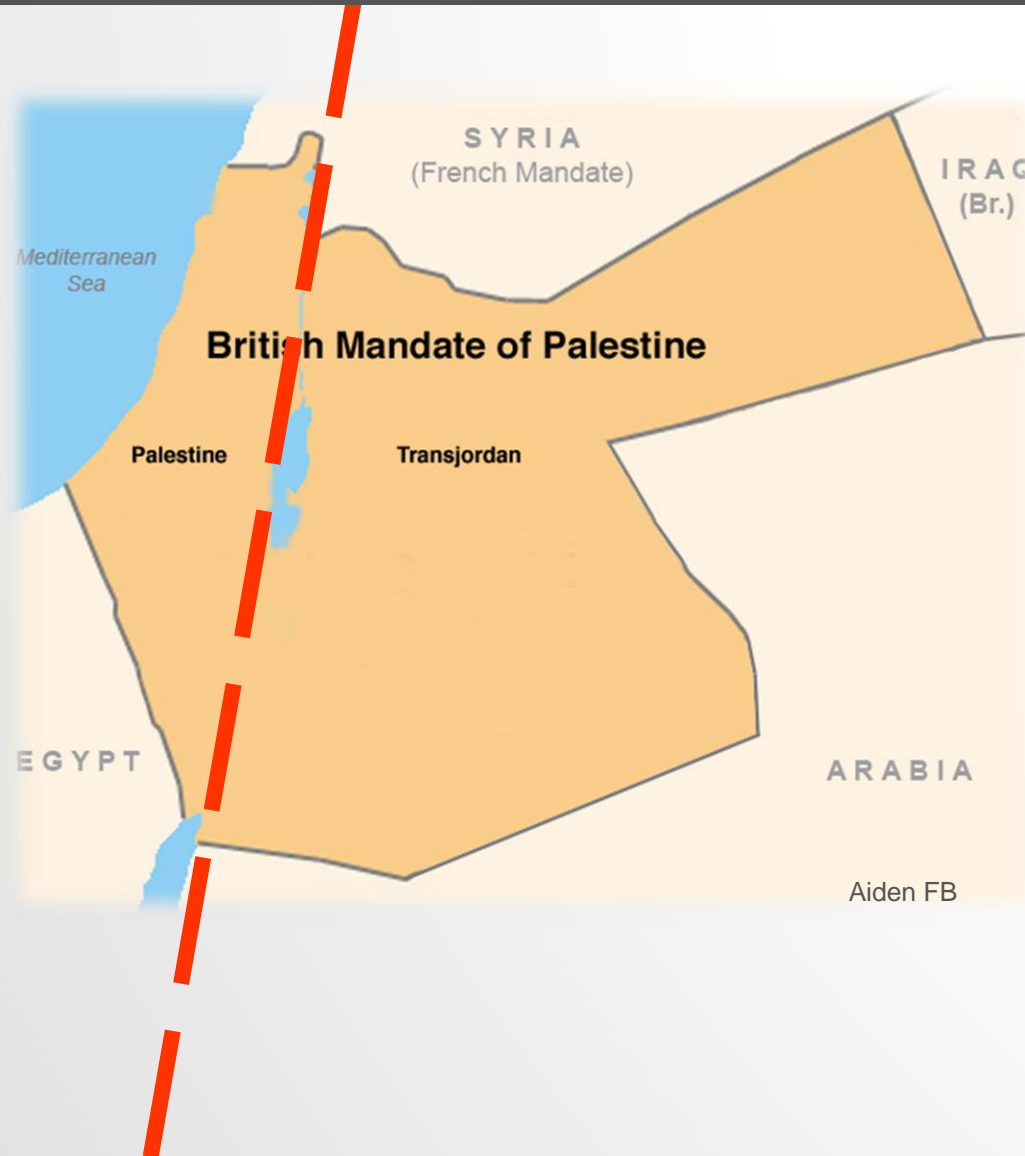 SYRIA
(French Mandate)
IRAQ
(Br.)
Mediterranean
Sea
British Mandate of Palestine
Palestine
Transjordan
EGYPT
ARABIA
Aiden FB